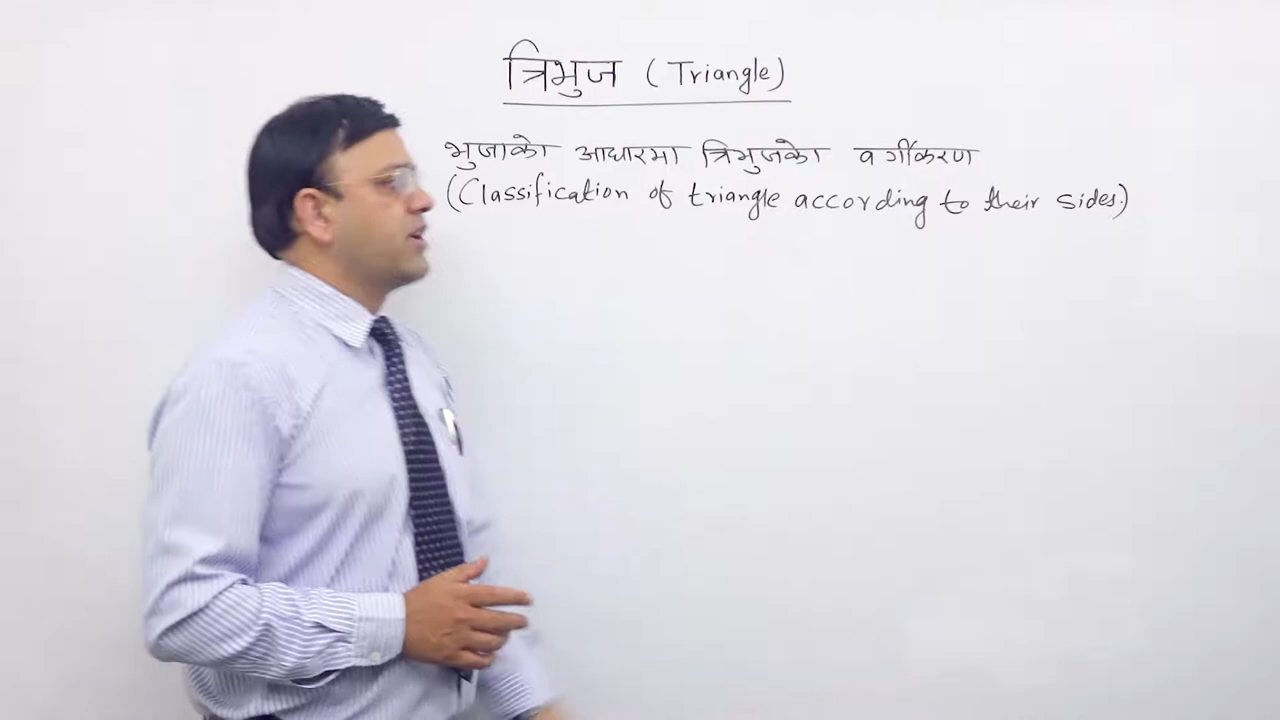 त्रिभुज (Triangle)
भुजाको आधारमा त्रिभुजको वर्गीकरण
(Classification of triangle according to their sides.)